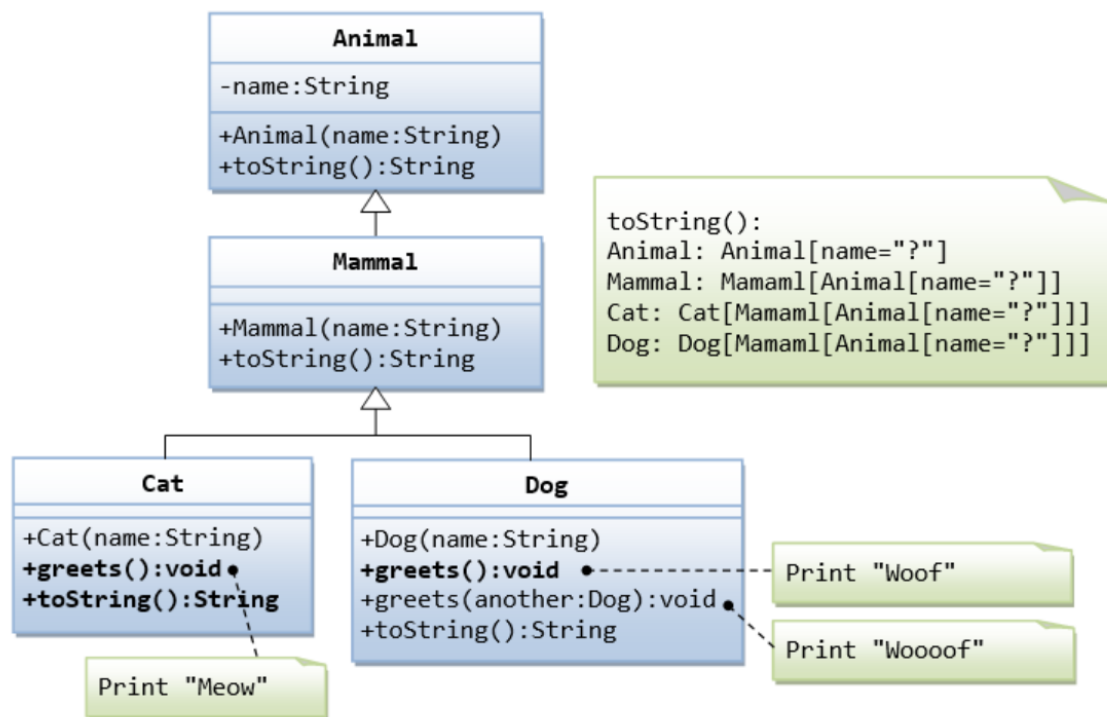 Animal
-name:String
+Animal(name:String)
+toString():String
toString():
Animal: Animal[name="?"]
Mammal: Mamaml[Animal[name="?"]]
Cat: Cat[Mamaml[Animal[name="?"]]]
Dog: Dog[Mamaml[Animal[name="?"]]]
Mammal
+Mammal(name:String)
+toString():String
Cat
+Cat(name:String)
+greets():void
+toString():String
Print "Meow"
Dog
+Dog(name:String)
+greets():void
+greets(another:Dog):void
+toString():String
Print "Woof"
Print "Woooof"